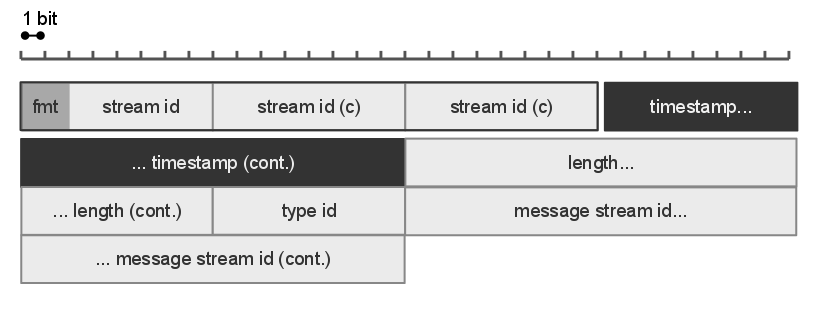 1 bit
fmt stream id stream id (c) stream id (c) timestamp...
... timestamp (cont.) length...
... length (cont.) type id message stream id...
... message stream id (cont.)